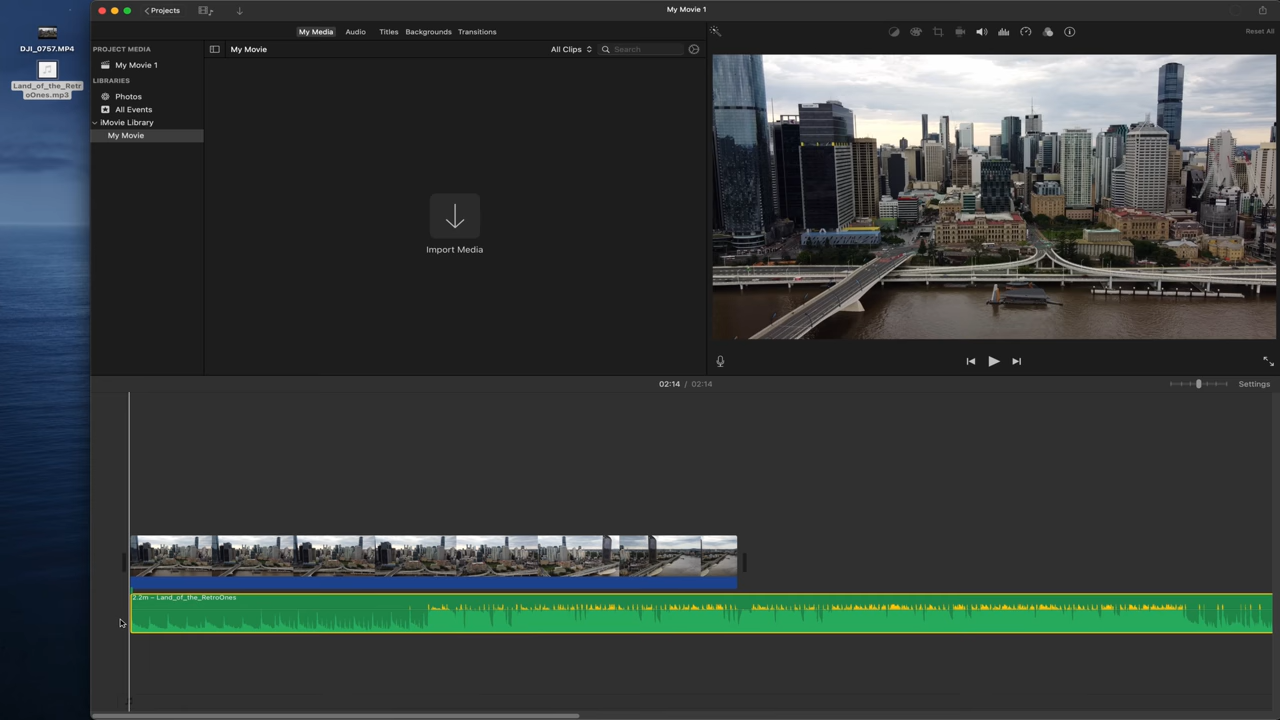 Projects
My Movie 1
DJI_0757.MP4
Land_of_the_Retr
oOnes.mp3
My Media
Audio
Titles
Backgrounds
Transitions
Reset All
PROJECT MEDIA
My Movie 1
LIBRARIES
Photos
All Events
iMovie Library
My Movie
My Movie
All Clips
Search
Import Media
02:14 / 02:14
Settings
2.2m – Land_of_the_RetroOnes